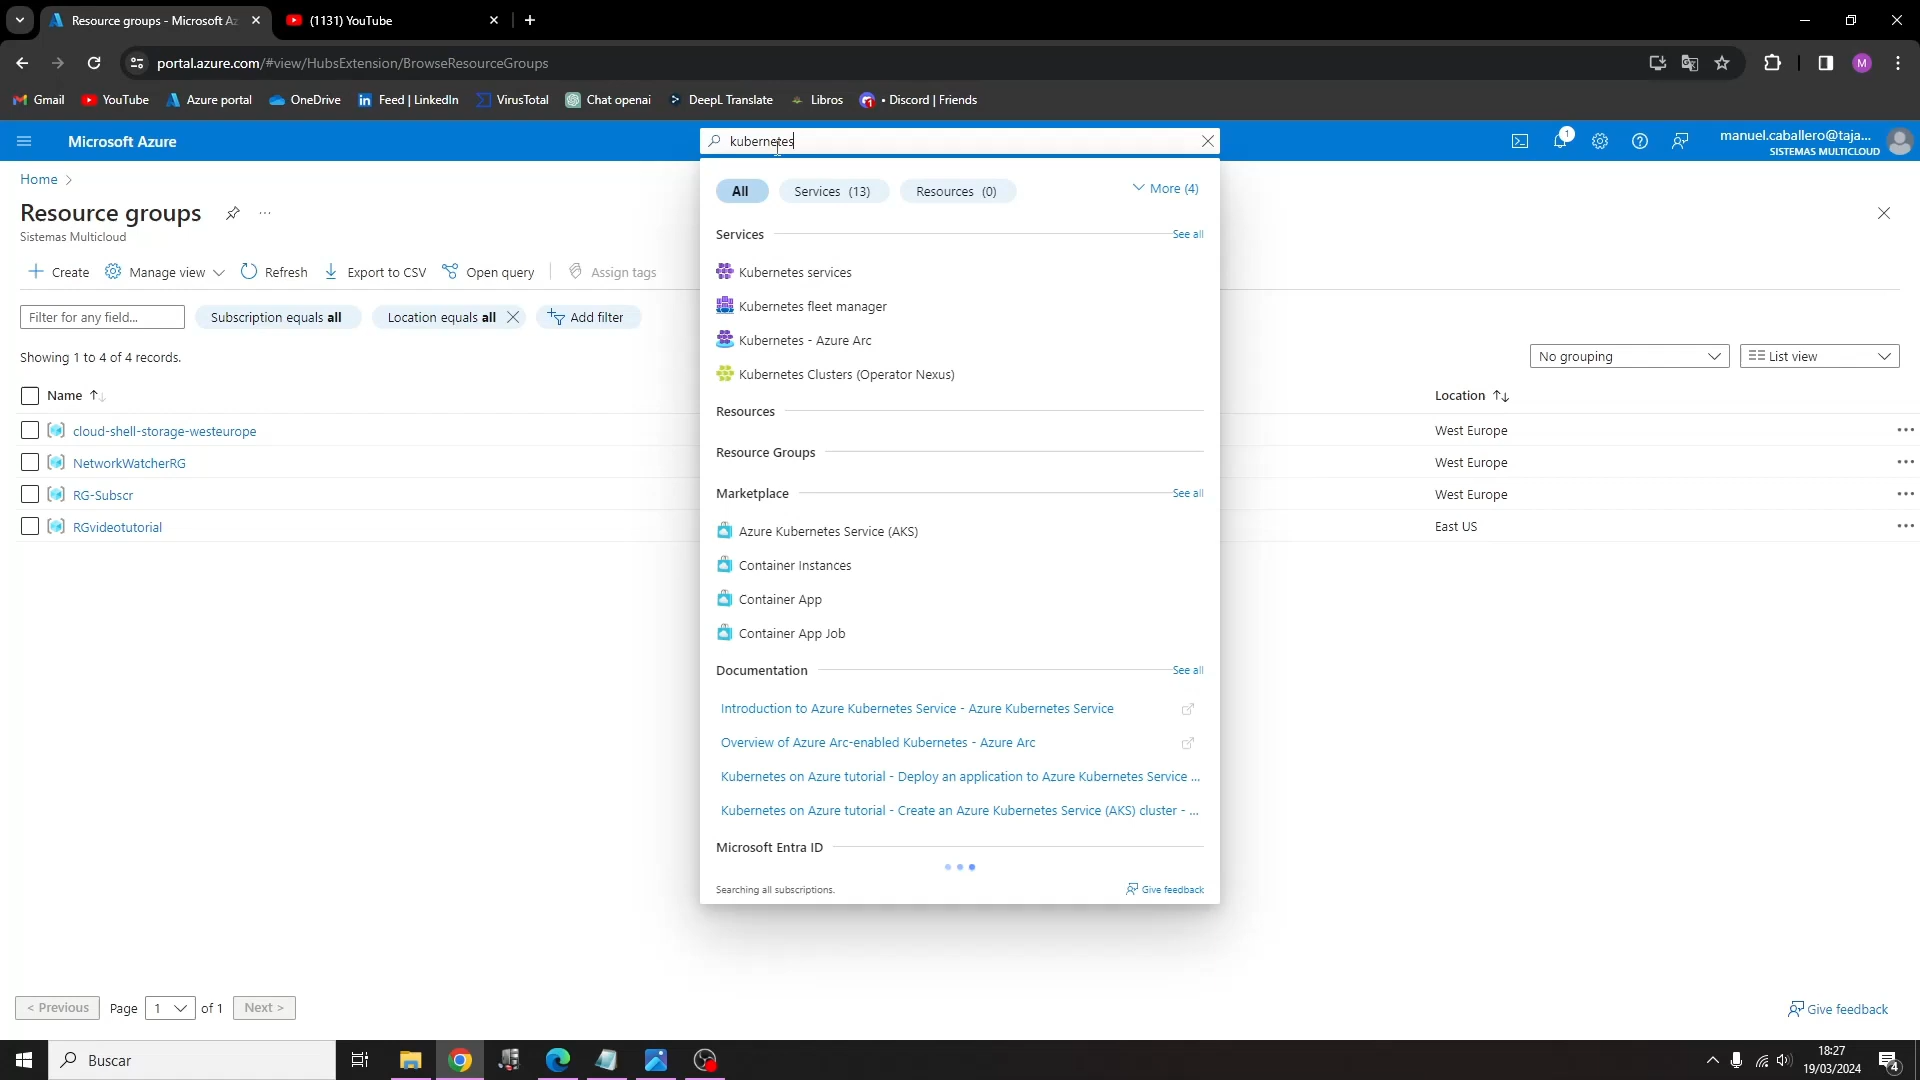 Resource groups - Microsoft Az
(1131) YouTube
portal.azure.com/#view/HubsExtension/BrowseResourceGroups
M
Gmail
YouTube
Azure portal
OneDrive
Feed | LinkedIn
VirusTotal
Chat openai
DeepL Translate
Libros
• Discord | Friends
Microsoft Azure
kubernetes
1
manuel.caballero@taja...
SISTEMAS MULTICLOUD
Home
Resource groups
Sistemas Multicloud
Create
Manage view
Refresh
Export to CSV
Open query
Assign tags
Filter for any field...
Subscription equals all
Location equals all
Add filter
Showing 1 to 4 of 4 records.
No grouping
List view
Name
Location
cloud-shell-storage-westeurope
West Europe
NetworkWatcherRG
West Europe
RG-Subscr
West Europe
RGvideotutorial
East US
All
Services (13)
Resources (0)
More (4)
Services
See all
Kubernetes services
Kubernetes fleet manager
Kubernetes - Azure Arc
Kubernetes Clusters (Operator Nexus)
Resources
Resource Groups
Marketplace
See all
Azure Kubernetes Service (AKS)
Container Instances
Container App
Container App Job
Documentation
See all
Introduction to Azure Kubernetes Service - Azure Kubernetes Service
Overview of Azure Arc-enabled Kubernetes - Azure Arc
Kubernetes on Azure tutorial - Deploy an application to Azure Kubernetes Service ...
Kubernetes on Azure tutorial - Create an Azure Kubernetes Service (AKS) cluster - ...
Microsoft Entra ID
Searching all subscriptions.
Give feedback
< Previous
Page
1
of 1
Next >
Give feedback
Buscar
18:27
19/03/2024
4